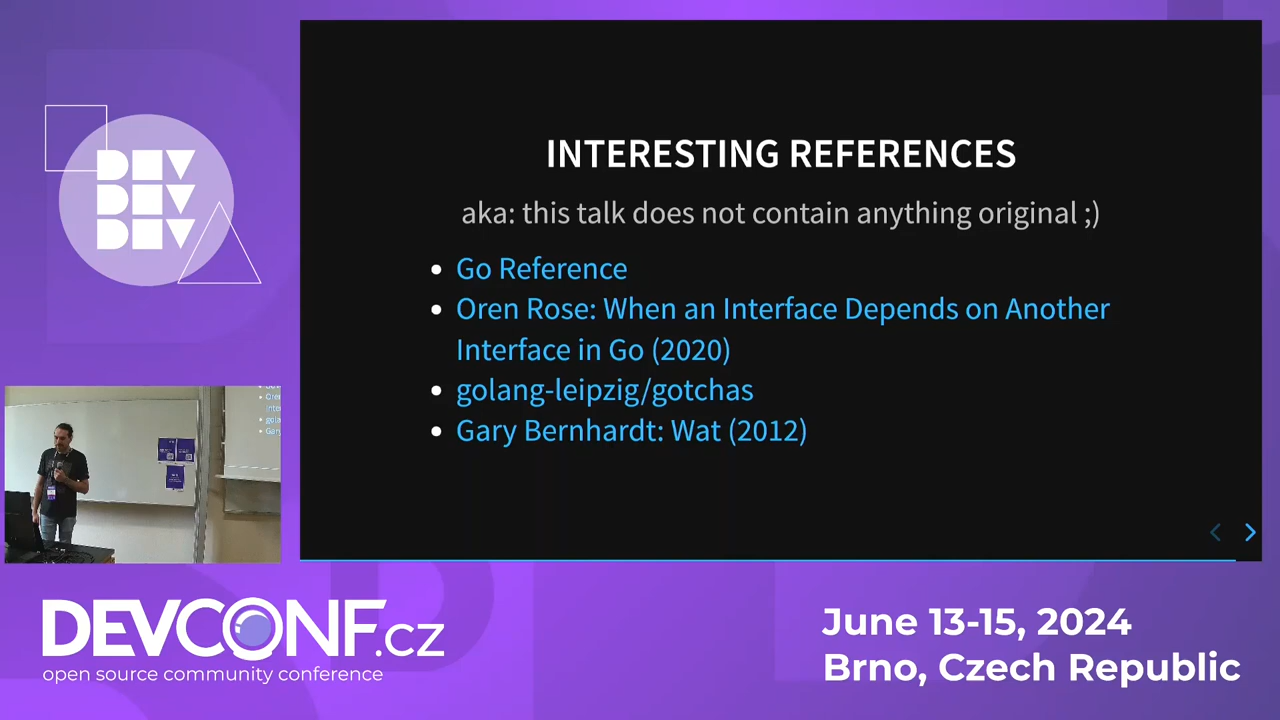 DEV
DEV
DEV
INTERESTING REFERENCES
aka: this talk does not contain anything original ;)
Go Reference
Oren Rose: When an Interface Depends on Another
Interface in Go (2020)
golang-leipzig/gotchas
Gary Bernhardt: Wat (2012)
DEVCONF.cz
open source community conference
June 13-15, 2024
Brno, Czech Republic